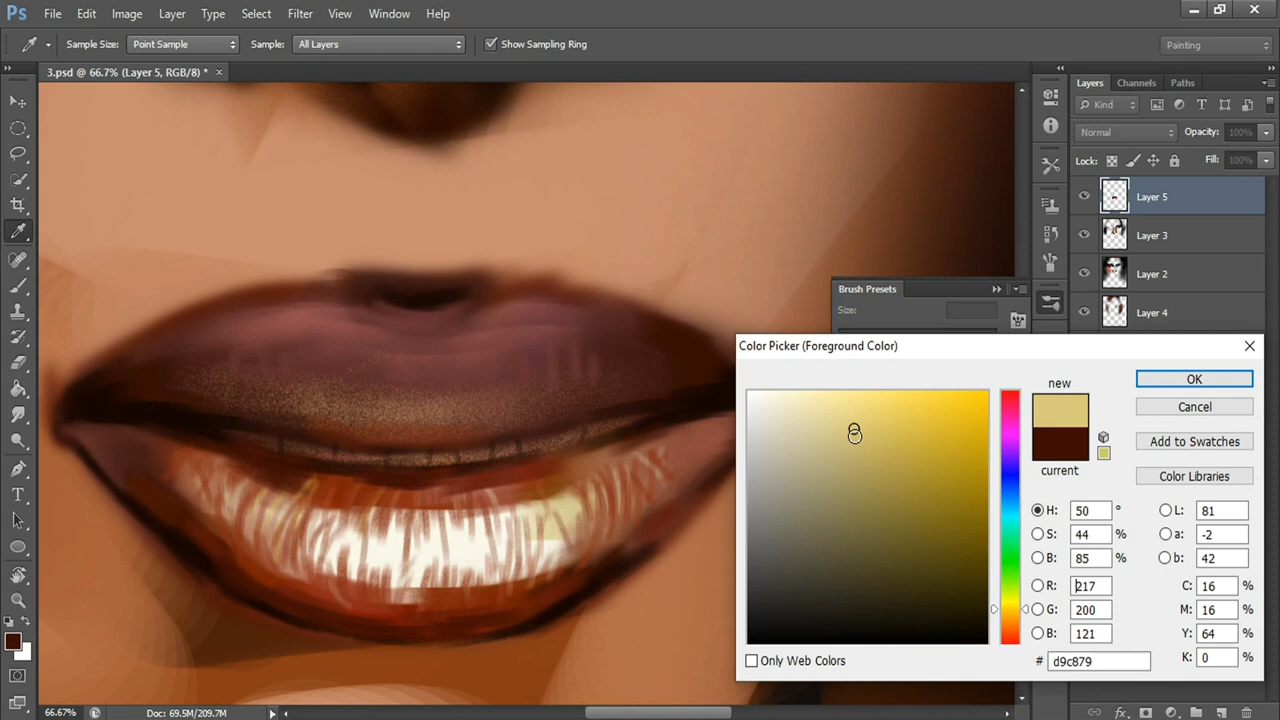 Ps File Edit Image Layer Type Select Filter View Window Help
Sample Size: Point Sample Sample: All Layers Show Sampling Ring Painting
3.psd @ 66.7% (Layer 5, RGB/8) * ×
Layers Channels Paths
Kind
Normal Opacity: 100%
Lock: Fill: 100%
Layer 5
Layer 3
Layer 2
Layer 4
Brush Presets
Size:
Color Picker (Foreground Color)
new
current
OK
Cancel
Add to Swatches
Color Libraries
H: 50 ° L: 81
S: 44 % a: -2
B: 85 % b: 42
R: 217 C: 16 %
G: 200 M: 16 %
B: 121 Y: 64 %
# d9c879 K: 0 %
Only Web Colors
66.67% Doc: 69.5M/209.7M
fx